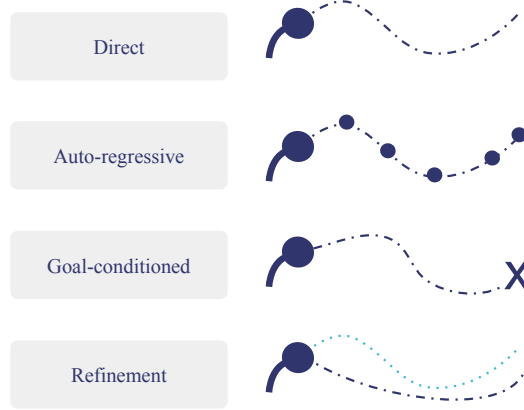 Direct
Auto-regressive
Goal-conditioned
X
Refinement